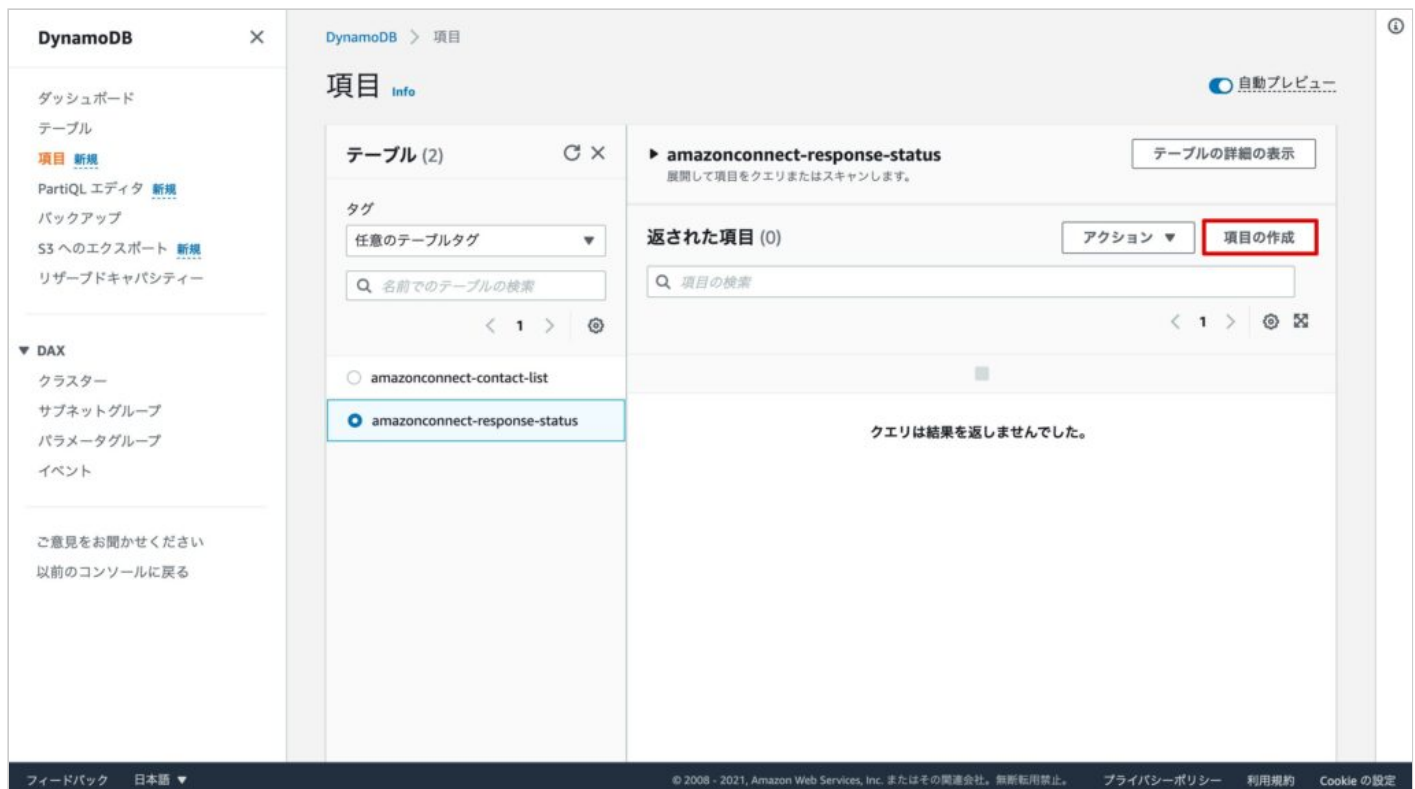 DynamoDB
ダッシュボード
テーブル
項目 新規
PartiQL エディタ 新規
バックアップ
S3 へのエクスポート 新規
リザーブドキャパシティー
DAX
クラスター
サブネットグループ
パラメータグループ
イベント
ご意見をお聞かせください
以前のコンソールに戻る
DynamoDB > 項目
項目 Info
自動プレビュー
テーブル (2)
タグ
任意のテーブルタグ
名前でのテーブルの検索
1
amazonconnect-contact-list
amazonconnect-response-status
amazonconnect-response-status
展開して項目をクエリまたはスキャンします。
テーブルの詳細の表示
返された項目 (0)
アクション
項目の作成
項目の検索
1
クエリは結果を返しませんでした。
フィードバック 日本語
© 2008 - 2021, Amazon Web Services, Inc. またはその関連会社。無断転用禁止。 プライバシーポリシー 利用規約 Cookie の設定